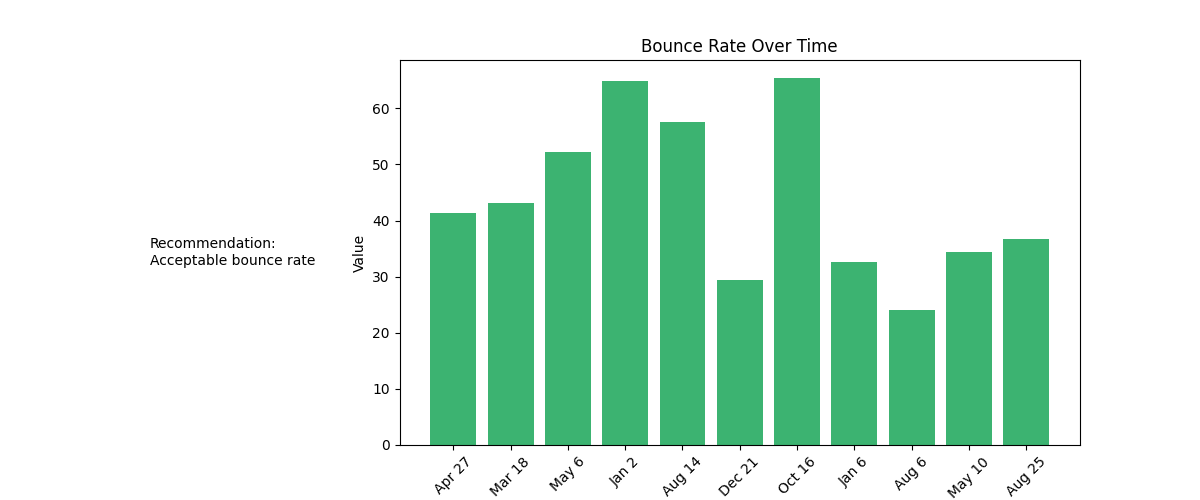 Bounce Rate Over Time
Recommendation:
Acceptable bounce rate
Value
60
50
40
30
20
10
0
Apr 27
Mar 18
May 6
Jan 2
Aug 14
Dec 21
Oct 16
Jan 6
Aug 6
May 10
Aug 25